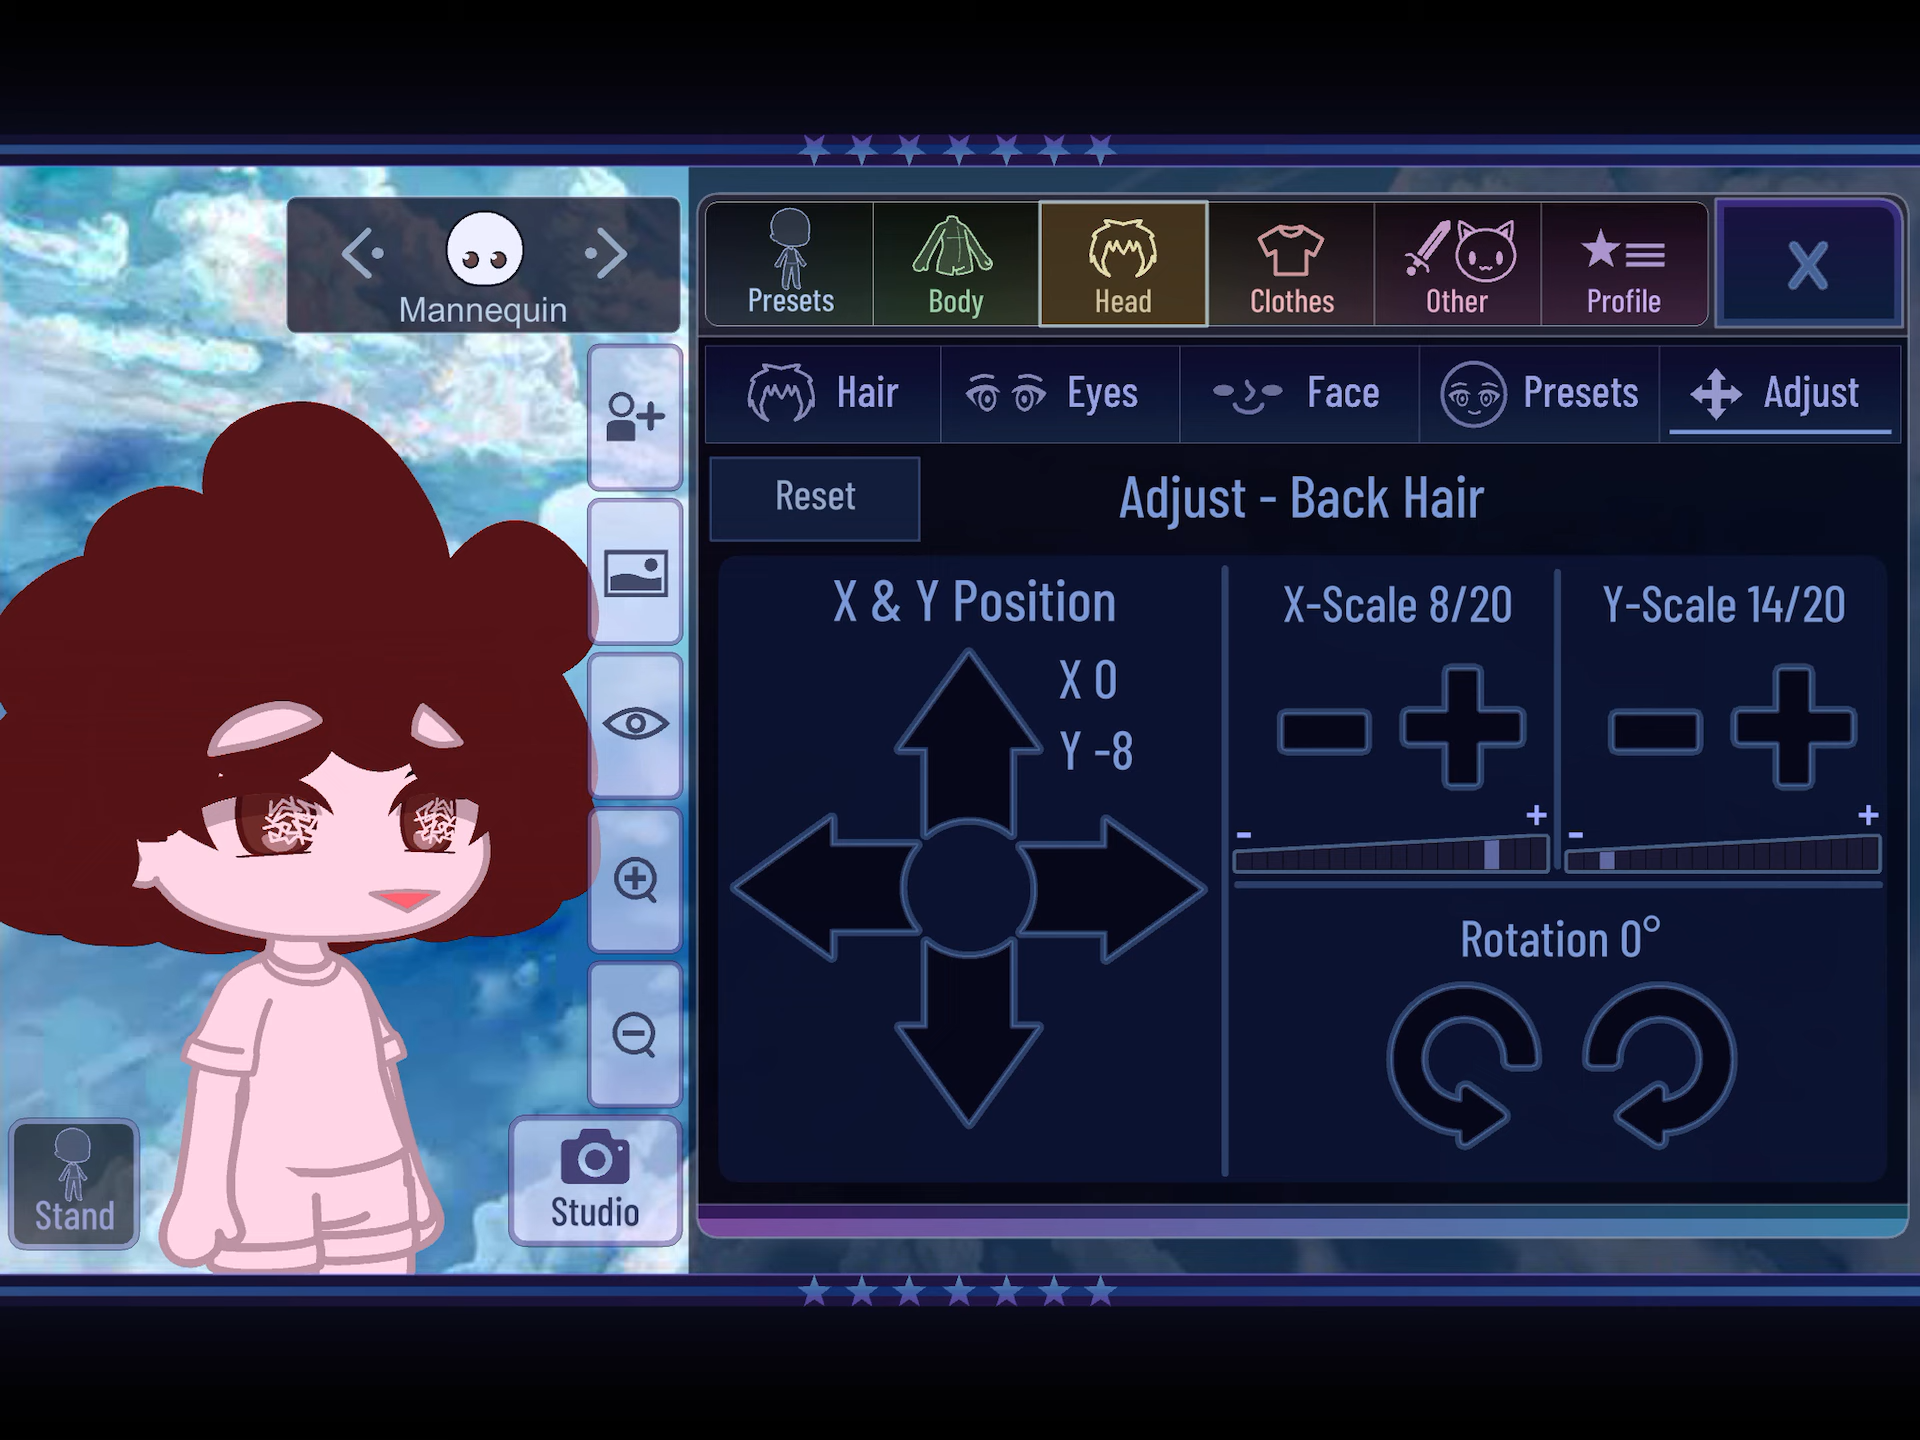 Mannequin
Presets
Body
Head
Clothes
Other
Profile
X
Hair
Eyes
Face
Presets
Adjust
Reset
Adjust - Back Hair
X & Y Position
X 0
Y -8
X-Scale 8/20
Y-Scale 14/20
- +
- +
Rotation 0°
Stand
Studio